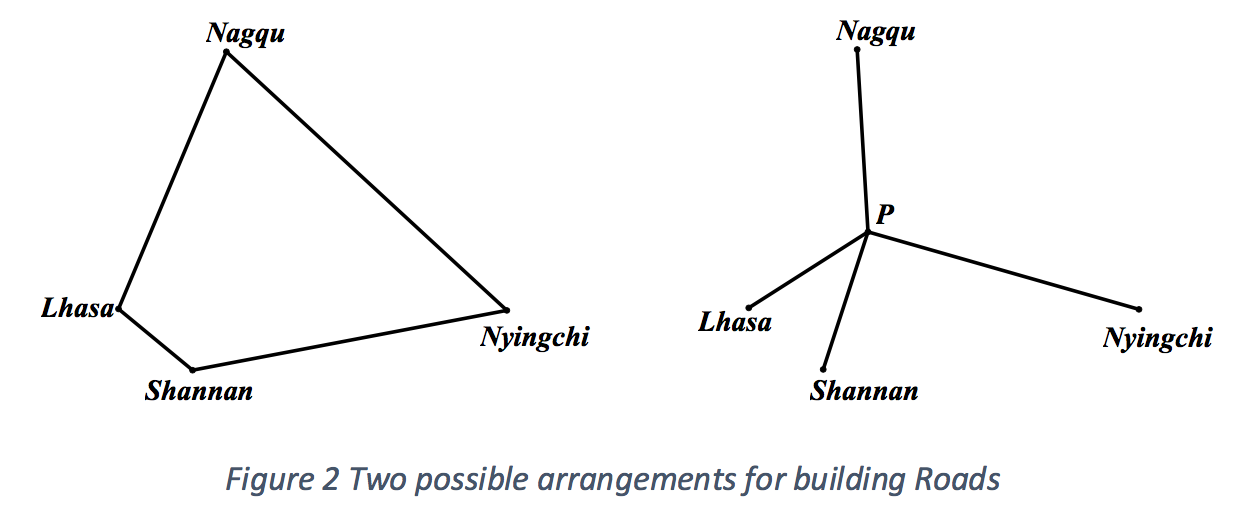 Nagqu
Lhasa
Shannan
Nyingchi
Nagqu
P
Lhasa
Shannan
Nyingchi
Figure 2 Two possible arrangements for building Roads